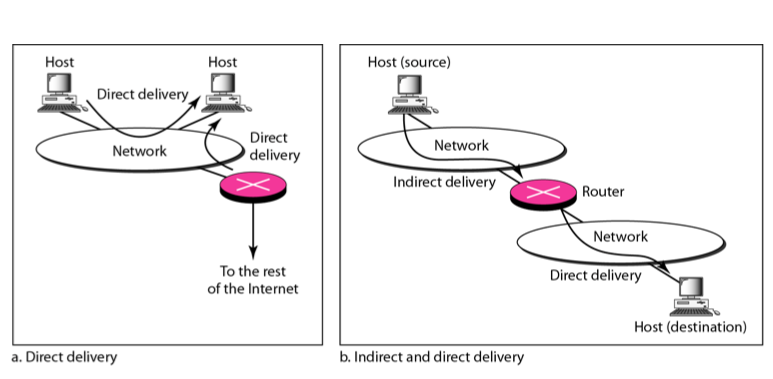 Host
Host
Direct delivery
Network
Direct
delivery
To the rest
of the Internet
a. Direct delivery
Host (source)
Network
Indirect delivery
Router
Network
Direct delivery
Host (destination)
b. Indirect and direct delivery